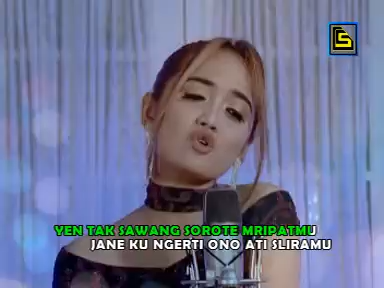 YEN TAK SAWANG SOROTE MRIPATMU
JANE KU NGERTI ONO ATI SLIRAMU